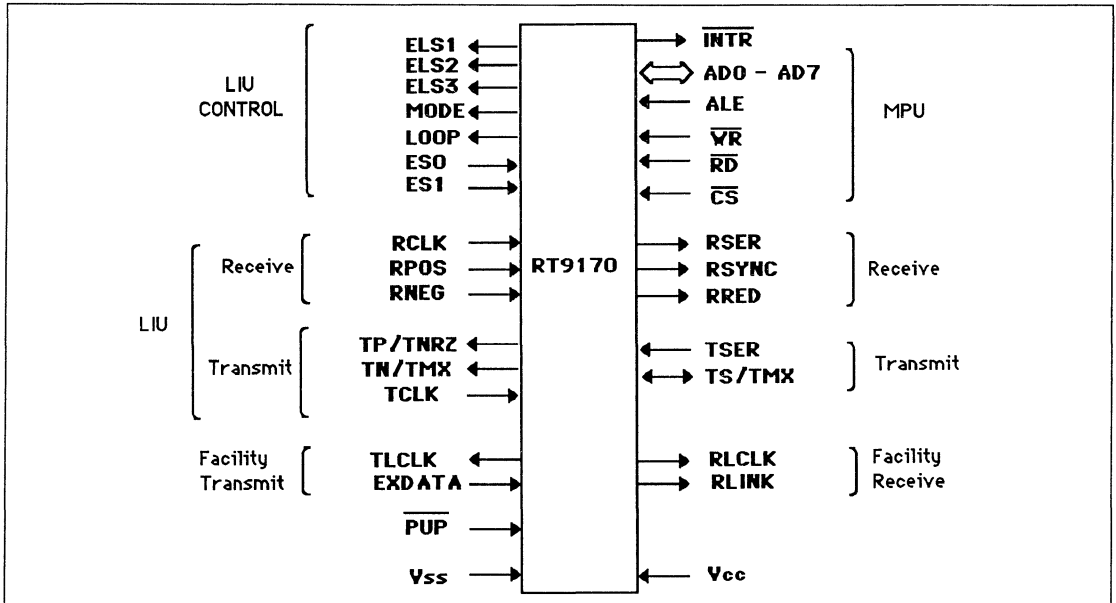 LIU
CONTROL
ELS1
ELS2
ELS3
MODE
LOOP
ES0
ES1
LIU
Receive
RCLK
RPOS
RNEG
Transmit
TP/TNRZ
TN/TMX
TCLK
Facility
Transmit
TLCLK
EXDATA
PUP
Vss
RT9170
INTR
AD0 - AD7
ALE
WR
RD
CS
MPU
RSER
RSYNC
RRED
Receive
TSER
TS/TMX
Transmit
RLCLK
RLINK
Facility
Receive
Vcc